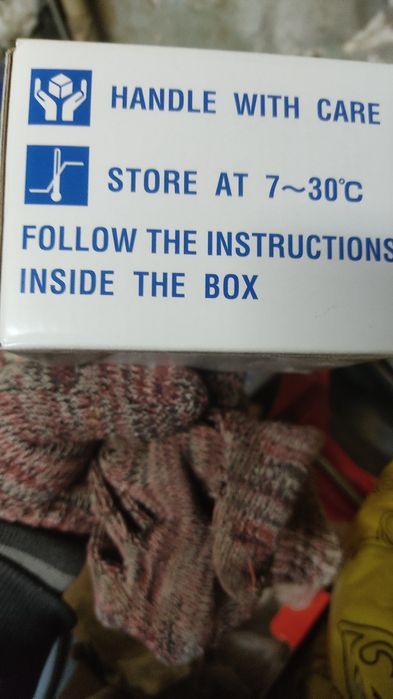 HANDLE WITH CARE
STORE AT 7～30℃
FOLLOW THE INSTRUCTIONS
INSIDE THE BOX